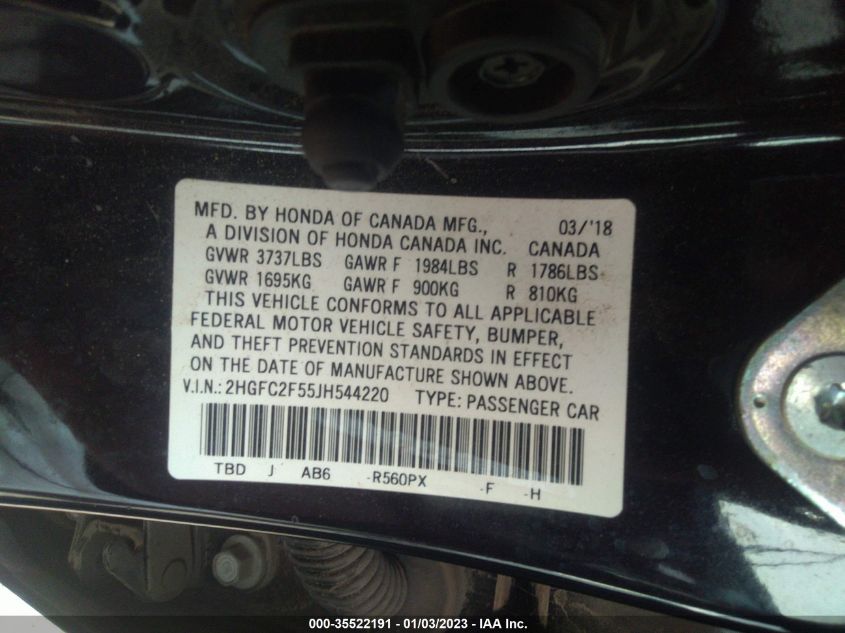 MFD. BY HONDA OF CANADA MFG., 03/'18
A DIVISION OF HONDA CANADA INC. CANADA
GVWR 3737LBS GAWR F 1984LBS R 1786LBS
GVWR 1695KG GAWR F 900KG R 810KG
THIS VEHICLE CONFORMS TO ALL APPLICABLE
FEDERAL MOTOR VEHICLE SAFETY, BUMPER,
AND THEFT PREVENTION STANDARDS IN EFFECT
ON THE DATE OF MANUFACTURE SHOWN ABOVE.
V.I.N.: 2HGFC2F55JH544220 TYPE: PASSENGER CAR
TBD J AB6 -R560PX -F -H
000-35522191 - 01/03/2023 - IAA Inc.